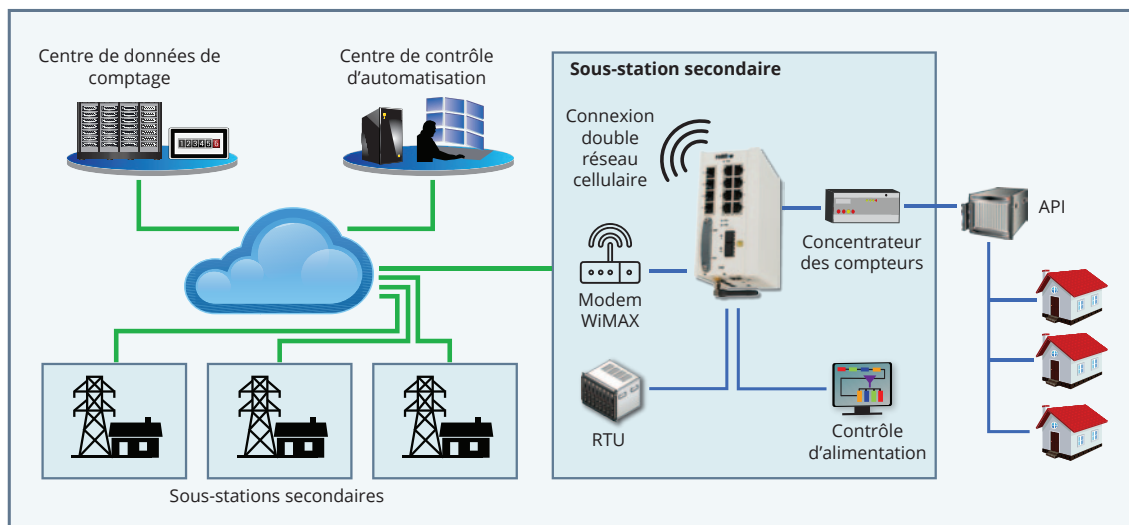 Centre de données de
comptage
Centre de contrôle
d’automatisation
123456
Sous-station secondaire
Connexion
double
réseau
cellulaire
Modem
WiMAX
RTU
Concentrateur
des compteurs
Contrôle
d’alimentation
API
Sous-stations secondaires